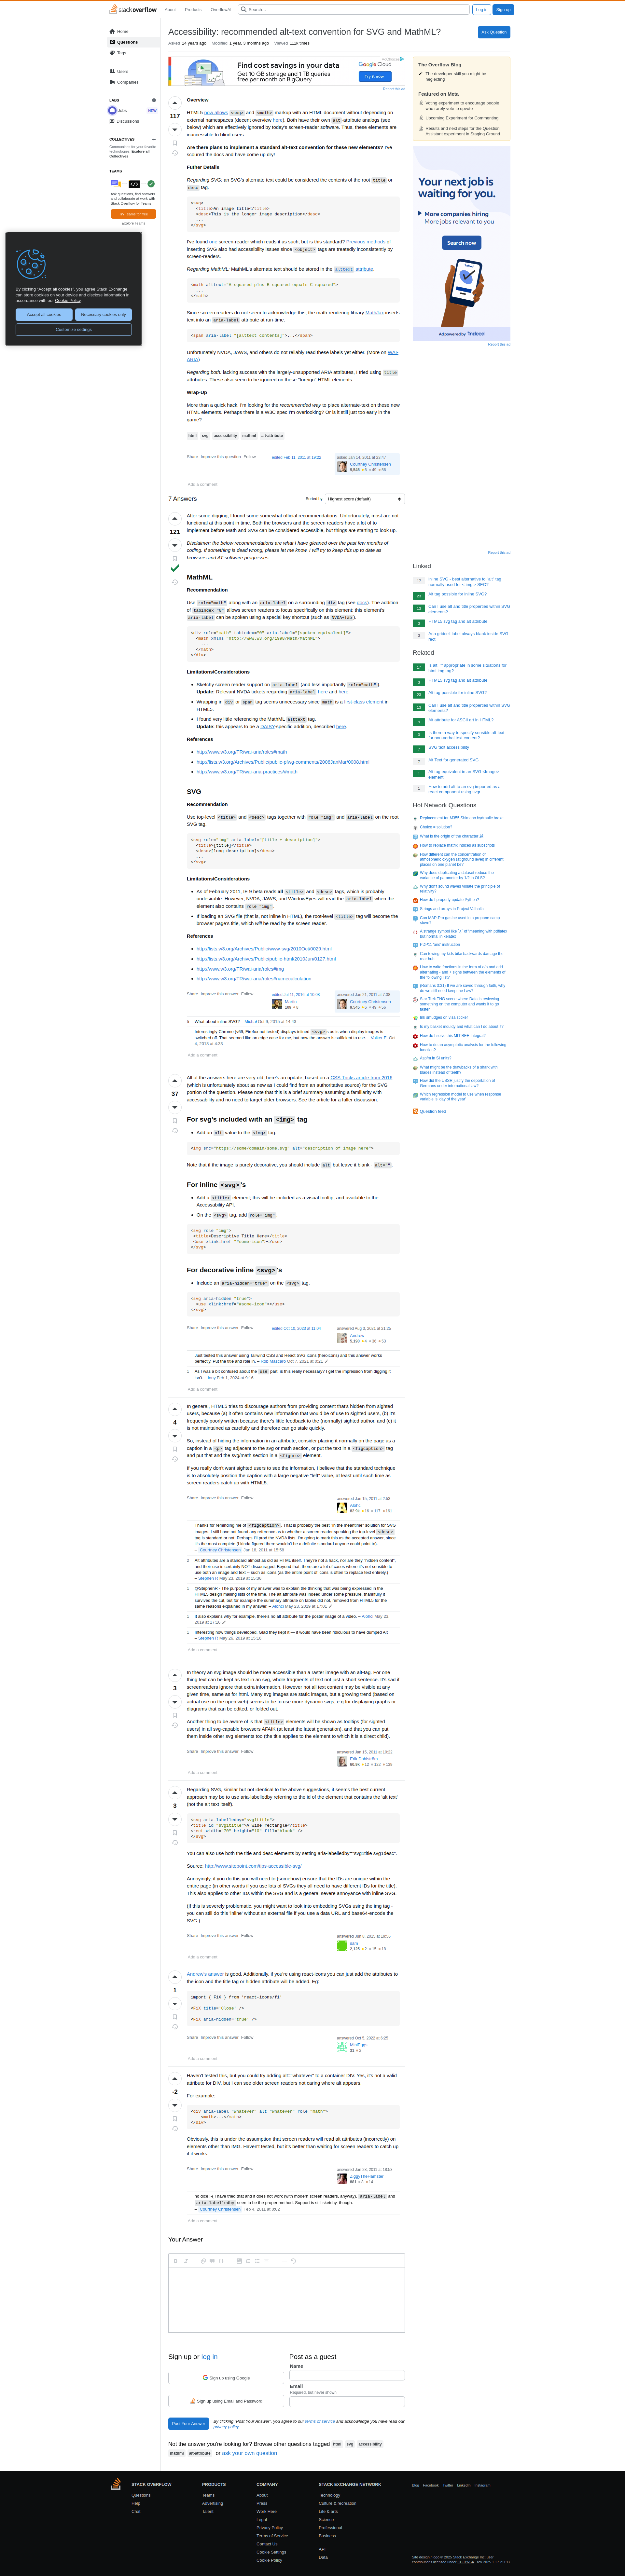 stackoverflow
About
Products
OverflowAI
Search…
Log in
Sign up
Home
Questions
Tags
Users
Companies
LABS
Jobs
NEW
Discussions
COLLECTIVES
Communities for your favorite
technologies. Explore all
Collectives
TEAMS
Ask questions, find answers
and collaborate at work with
Stack Overflow for Teams.
Try Teams for free
Explore Teams
By clicking "Accept all cookies", you agree Stack Exchange
can store cookies on your device and disclose information in
accordance with our Cookie Policy.
Accept all cookies
Necessary cookies only
Customize settings
Accessibility: recommended alt-text convention for SVG and MathML?
Ask Question
Asked 14 years ago Modified 1 year, 3 months ago Viewed 111k times
Find cost savings in your data
Get 10 GB storage and 1 TB queries
free per month on BigQuery
Google Cloud
Try it now
Report this ad
117
Overview
HTML5 now allows <svg> and <math> markup within an HTML document without depending on
external namespaces (decent overview here). Both have their own alt-attribute analogs (see
below) which are effectively ignored by today's screen-reader software. Thus, these elements are
inaccessible to blind users.
Are there plans to implement a standard alt-text convention for these new elements? I've
scoured the docs and have come up dry!
Futher Details
Regarding SVG: an SVG's alternate text could be considered the contents of the root title or
desc tag.
<svg>
<title>An image title</title>
<desc>This is the longer image description</desc>
...
</svg>
I've found one screen-reader which reads it as such, but is this standard? Previous methods of
inserting SVG also had accessibility issues since <object> tags are treated inconsistently by
screen-readers.
Regarding MathML: MathML's alternate text should be stored in the alttext attribute.
<math alttext="A squared plus B squared equals C squared">
...
</math>
Since screen readers do not seem to acknowledge this, the math-rendering library MathJax inserts
text into an aria-label attribute at run-time.
<span aria-label="[alttext contents]">...</span>
Unfortunately NVDA, JAWS, and others do not reliably read these labels yet either. (More on WAI-
ARIA)
Regarding both: lacking success with the largely-unsupported ARIA attributes, I tried using title
attributes. These also seem to be ignored on these "foreign" HTML elements.
Wrap-Up
More than a quick hack, I'm looking for the recommended way to place alternate-text on these new
HTML elements. Perhaps there is a W3C spec I'm overlooking? Or is it still just too early in the
game?
html svg accessibility mathml alt-attribute
Share Improve this question Follow
edited Feb 11, 2011 at 16:22
asked Jan 14, 2011 at 23:47
Courtney Christensen
Add a comment
7 Answers
Sorted by:
Highest score (default)
121
After some digging, I found some somewhat official recommendations. Unfortunately, most are not
functional at this point in time. Both the browsers and the screen readers have a lot of to
implement before Math and SVG can be considered accessible, but things are starting to look up.
Disclaimer: the below recommendations are what I have gleaned over the past few months of
coding. If something is dead wrong, please let me know. I will try to keep this up to date as
browsers and AT software progresses.
MathML
Recommendation
Use role="math" along with an aria-label on a surrounding div tag (see docs). The addition
of tabindex="0" allows screen readers to focus specifically on this element; this element's
aria-label can be spoken using a special key shortcut (such as NVDA+Tab).
<div role="math" tabindex="0" aria-label="[spoken equivalent]">
<math xmlns="http://www.w3.org/1998/Math/MathML">
...
</math>
</div>
Limitations/Considerations
Sketchy screen reader support on aria-label (and less importantly role="math").
Update: Relevant NVDA tickets regarding aria-label here and here.
Wrapping in div or span tag seems unnecessary since math is a first-class element in
HTML5.
I found very little referencing the MathML alttext tag.
Update: this appears to be a DAISY-specific addition, described here.
References
http://www.w3.org/TR/wai-aria/roles#math
http://lists.w3.org/Archives/Public/public-pfwg-comments/2008JanMar/0008.html
http://www.w3.org/TR/wai-aria-practices/#math
SVG
Recommendation
Use top-level <title> and <desc> tags together with role="img" and aria-label on the root
SVG tag.
<svg role="img" aria-label="[title + description]">
<title>[title]</title>
<desc>[long description]</desc>
...
</svg>
Limitations/Considerations
As of February 2011, IE 9 beta reads all <title> and <desc> tags, which is probably
undesirable. However, NVDA, JAWS, and WindowEyes will read the aria-label when the
element also contains role="img".
If loading an SVG file (that is, not inline in HTML), the root-level <title> tag will become the
browser page's title, which will be read by the screen reader.
References
http://lists.w3.org/Archives/Public/www-svg/2010Oct/0029.html
http://lists.w3.org/Archives/Public/public-html/2010Jun/0127.html
http://www.w3.org/TR/wai-aria/roles#img
http://www.w3.org/TR/wai-aria/roles#namecalculation
Share Improve this answer Follow
edited Jul 11, 2018 at 10:08
Martin
answered Jan 21, 2011 at 7:38
Courtney Christensen
6 What about inline SVG? – Michal Oct 9, 2019 at 14:43
Interestingly Chrome (VIII, Firefox not tested) displays inlined <svg>s as is when display images is
switched off. That seems to make an edge case for me, but now the moment to ourselves. – Volker E. Oct
Add a comment
37
All of the answers here are very old; here's an update, based on a CSS Tricks article from 2018
and the author of the question. Please note that this is a brief summary assuming a familiarity with
accessibility and no need to target older browsers. See the link for a full discussion.
For svg's included with an <img> tag
Add an alt value to the <img> tag.
<img src="https://some/domain/some.svg" alt="description of image here">
Note that if the image is purely decorative, you should include alt but leave it blank - alt="".
For inline <svg>'s
Add a <title> element; this will be included as a visual tooltip, and available to the
Accessability API.
On the <svg> tag, add role="img".
<svg role="img">
<title>Descriptive Title Here</title>
<use xlink:href="#some-icon"></use>
</svg>
For decorative inline <svg>'s
Include an aria-hidden="true" on the <svg> tag.
<svg aria-hidden="true">
<use xlink:href="#some-icon"></use>
</svg>
Share Improve this answer Follow
edited Oct 10, 2023 at 11:04
answered Aug 3, 2021 at 21:25
Andrew
Just tested this answer using Tailwind CSS and React SVG icons (heroicons) and this answer works
perfectly. Put the title and role in. – Rob Mascaro Oct 7, 2021 at 0:21
1 As I was a bit confused about the use part, is this really necessary? I get the impression from digging it
isn't. – tony Feb 1, 2024 at 9:16
Add a comment
4
In general, HTML5 tries to discourage authors from providing content that's hidden from sighted
users, because (a) it often contains extra information that would be of use to sighted users, (b) it's
frequently poorly written because there's little feedback to the (normally sighted) author, and (c) it
is not maintained as carefully and therefore can go stale quickly.
So, instead of hiding the information in an attribute, consider placing it normally on the page as a
caption in a <p> tag adjacent to the svg or math section, or put the text in a <figcaption> tag
and put that and the svg/math section in a <figure> element.
If you really don't want sighted users to see the information, I believe that the standard technique
is to absolutely position the caption with a large negative "left" value, at least until such time as
screen readers catch up with HTML5.
Share Improve this answer Follow
answered Jan 15, 2011 at 2:53
Alohci
Thanks for reminding me of <figcaption>. That is probably the best "in the meantime" solution for SVG
images. I still have not found any reference as to whether a screen reader speaking the top-level <desc>
tag is standard or not. Perhaps I'll prod the NVDA lists. I'm going to mark this as the accepted answer, since
it's the most complete (I kinda figured there wouldn't be a definitive standard anyone could point to).
– Courtney Christensen Jan 18, 2011 at 15:56
2 Alt attributes are a standard almost as old as HTML itself. They're not a hack, nor are they "hidden content",
and their use is certainly NOT discouraged. Beyond that, there are a lot of cases where it's not desirable to use
an image and extra text -- such as icons (as the entire point of icon convention is often to replace extra text entirely.)
– Stephen R May 23, 2019 at 15:36
1 @StephenR - The purpose of my answer was to explain the thinking that was being expressed in the
HTML5 design mailing lists of the time. The alt attribute was indeed under some pressure, thankfully it
survived the cut, but for example the summary attribute on tables did not, removed from HTML5 for the
same reasons explained in my answer. – Alohci May 23, 2019 at 17:01
1 It also explains why for example, there's no alt attribute for the poster image of a video. – Alohci May 23,
2019 at 17:16
2 Interesting how things developed. Glad they kept it — it would have been ridiculous to have dumped Alt
– Stephen R May 26, 2019 at 15:16
Add a comment
3
In theory an svg image should be more accessible than a raster image with an alt-tag. For one
thing text can be kept as text in an svg, whole fragments of text not just a short sentence. It's sad if
screenreaders ignore that extra information. However not all text content may be visible at any
given time, same as for html. Many svg images are static images, but a growing trend (based on
actual use on the open web) seems to be to use more dynamic svgs, e.g for displaying graphs or
diagrams that can be edited, or folded out.
Another thing to be aware of is that <title> elements will be shown as tooltips (for sighted
users) in all svg-capable browsers AFAIK (at least the latest generation), and that you can put
them inside other svg elements too (the title applies to the element to which it is a direct child).
Share Improve this answer Follow
answered Jan 15, 2011 at 10:22
Erik Dahlström
Add a comment
3
Regarding SVG, similar but not identical to the above suggestions, it seems the best current
approach may be to use aria-labelledby referring to the id of the element that contains the 'alt text'
(not the alt text itself).
<svg aria-labelledby="svgtitle">
<title id="svgtitle">A wide rectangle</title>
<rect width="70" height="10" fill="black" />
</svg>
You can also use both the title and desc elements by setting aria-labelledby="svg1title svg1desc".
Source: http://www.sitepoint.com/tips-accessible-svg/
Annoyingly, if you do this you will need to (somehow) ensure that the IDs are unique within the
entire page (in other words if you use lots of SVGs they all need to have different IDs for the title).
This also applies to IDs within the SVG and is a general severe annoyance with inline SVG.
(If this is severely problematic, you might want to look into embedding SVGs using the img tag -
you can still do this 'inline' without an external file if you do a data URL and base64-encode the
SVG.)
Share Improve this answer Follow
answered Jun 8, 2015 at 19:56
sam
Add a comment
1
Andrew's answer is good. Additionally, if you're using react-icons you can just add the attributes to
the icon and the title tag or hidden attribute will be added. Eg:
import { FiX } from 'react-icons/fi'
<FiX title='Close' />
<FiX aria-hidden='true' />
Share Improve this answer Follow
answered Oct 9, 2022 at 6:25
MintEggs
Add a comment
-2
Haven't tested this, but you could try adding alt="whatever" to a container DIV. Yes, it's not a valid
attribute for DIV, but I can see older screen readers not caring where alt appears.
For example:
<div aria-label="Whatever" alt="Whatever" role="math">
<math>...</math>
</div>
Obviously, this is under the assumption that screen readers will read alt attributes (incorrectly) on
elements other than IMG. Haven't tested, but it's better than waiting for screen readers to catch up
if it works.
Share Improve this answer Follow
answered Jan 28, 2011 at 16:53
ZiggyTheHamster
no dice :-( I have tried that and it does not work (with modern screen readers, anyway). aria-label and
aria-labelledby seem to be the proper method. Support is still sketchy, though.
– Courtney Christensen Feb 4, 2011 at 0:02
Add a comment
Your Answer
Sign up or log in
Sign up using Google
Sign up using Email and Password
Post as a guest
Name
Email
Required, but never shown
Post Your Answer
By clicking "Post Your Answer", you agree to our terms of service and acknowledge you have read our
privacy policy.
Not the answer you're looking for? Browse other questions tagged html svg accessibility
mathml alt-attribute or ask your own question.
The Overflow Blog
The developer skill you might be
neglecting
Featured on Meta
Voting experiment to encourage people
who rarely vote to upvote
Upcoming Experiment for Commenting
Results and next steps for the Question
Assistant experiment in Staging Ground
Your next job is
waiting for you.
More companies hiring
More jobs relevant to you
Search now
Ad powered by indeed
Report this ad
Report this ad
Linked
Inline SVG - best alternative to "alt" tag
normally used for < img > SEO?
Alt tag possible for inline SVG?
Can I use alt and title properties within SVG
elements?
HTML5 svg tag and alt attribute
Aria gridcell label always blank inside SVG
rect
Related
Is alt="" appropriate in some situations for
html img tag?
HTML5 svg tag and alt attribute
Alt tag possible for inline SVG?
Can I use alt and title properties within SVG
elements?
Alt attribute for ASCII art in HTML?
Is there a way to specify sensible alt-text
for non-verbal text content?
SVG text accessibility
Alt Text for generated SVG
Alt tag equivalent in an SVG <image>
element
How to add alt to an svg imported as a
react component using svgr
Hot Network Questions
Replacement for M355 Shimano hydraulic brake
Chorus = solution?
How to replace matrix indices as subscripts
How different can the concentration of
atmospheric oxygen (at ground level) in different
places on one planet be?
Why does duplicating a dataset reduce the
variance of parameter by 1/2 in OLS?
Why don't sound waves violate the principle of
relativity?
How do I properly update Python?
Strings and arrays in Project Valhalla
Can MAP-Pro gas be used in a propane camp
stove?
PDP11 'and' instruction
Can towing my kids bike backwards damage the
rear hub
How to write fractions in the form of a/b and add
alternating - and + signs between the elements of
the following list?
(Romans 3:31) If we are saved through faith, why
do we still need keep the Law?
Star Trek TNG scene where Data is reviewing
something on the computer and wants it to go
faster
Ink smudges on visa sticker
Is my basket mouldy and what can I do about it?
How do I solve this MIT BEE integral?
How to do an asymptotic analysis for the following
function?
Aspirin in SI units?
What might be the drawbacks of a shark with
blades instead of teeth?
How did the USSR justify the deportation of
Germans under international law?
Which regression model to use when response
variable is 'day of the year'
Question feed
STACK OVERFLOW
Questions
Help
Chat
PRODUCTS
Teams
Advertising
Talent
COMPANY
About
Press
Work Here
Legal
Privacy Policy
Terms of Service
Contact Us
Cookie Settings
Cookie Policy
STACK EXCHANGE NETWORK
Technology
Culture & recreation
Life & arts
Science
Professional
Business
API
Data
Blog Facebook Twitter LinkedIn Instagram
Site design / logo © 2025 Stack Exchange Inc; user
contributions licensed under CC BY-SA